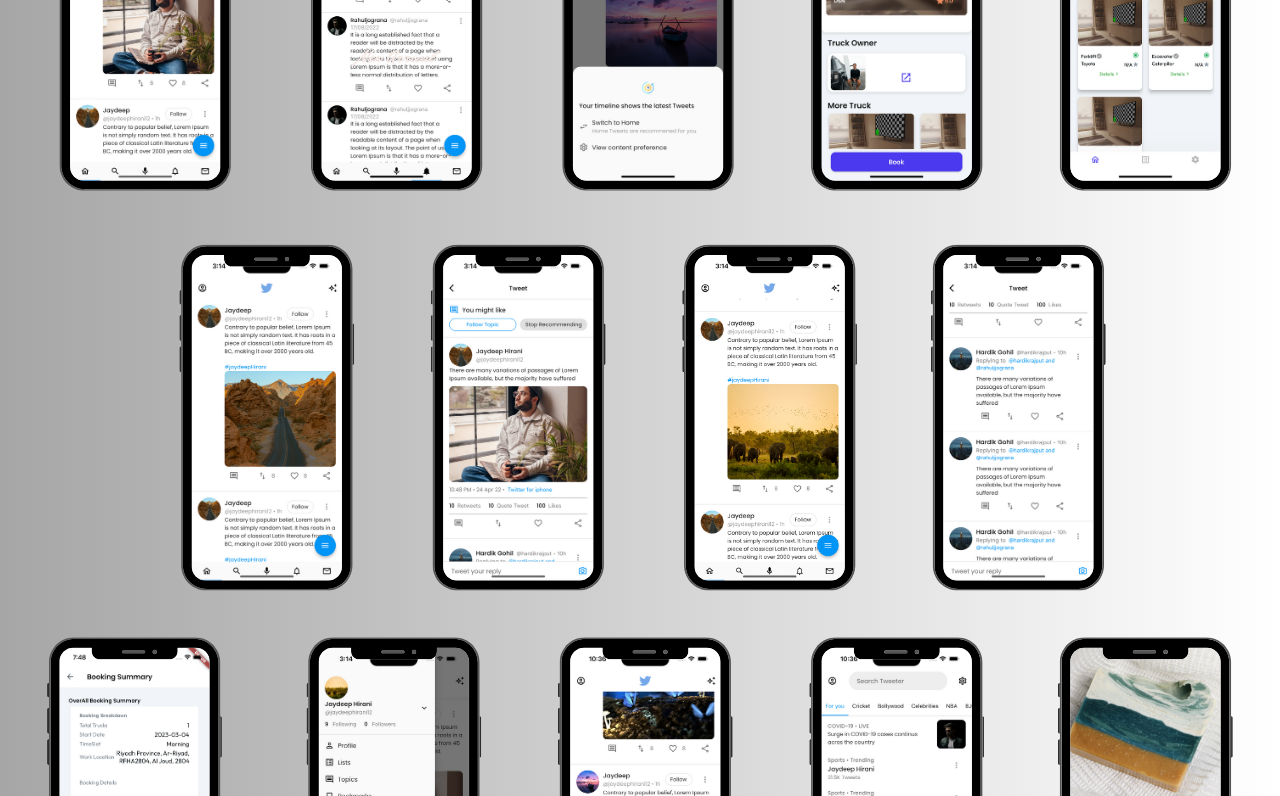 Jaydeep
@jaydeephirani12 • 1h
Follow
Contrary to popular belief, Lorem Ipsum
is not simply random text. It has roots in a
piece of classical Latin literature fr
BC, making it over 2000 years old.
Rahuljograna @rahuljograna
17/09/2022
It is a long established fact that a
reader will be distracted by the
readable content of a page when
looking at its layout. The point of using
Lorem Ipsum is that it has a more-or-
less normal distribution of letters
Rahuljograna @rahuljograna
17/09/2022
It is a long established fact that a
reader will be distracted by the
readable content of a page when
looking at its layout. The point of u
Lorem Ipsum is that it has a more
Your timeline shows the latest Tweets
Switch to Home
Home Tweets are recommened for you
View content preference
Truck Owner
More Truck
Book
Forklift
Toyota
N/A
Details >
Excavator
Caterpillar
N/A
Details >
3:14
Jaydeep
@jaydeephirani12 • 1h
Follow
Contrary to popular belief, Lorem Ipsum
is not simply random text. It has roots in a
piece of classical Latin literature from 45
BC, making it over 2000 years old.
#jaydeepHirani
0
0
Jaydeep
@jaydeephirani12 • 1h
Follow
Contrary to popular belief, Lorem Ipsum
is not simply random text. It has roots in a
piece of classical Latin literature from 45
BC, making it over 2000 years old.
#jaydeepHirani
3:14
Tweet
You might like
Follow Topic
Stop Recommending
Jaydeep Hirani
@jaydeephirani12
There are many variations of passages of Lorem
Ipsum available, but the majority have suffered
10:48 PM • 24 Apr 22 • Twitter for iphone
10 Retweets 10 Quote Tweet 100 Likes
Hardik Gohil @hardikrajput • 10h
Replying to @hardikrajput and
Tweet your reply
3:14
Jaydeep
@jaydeephirani12 • 1h
Follow
Contrary to popular belief, Lorem Ipsum
is not simply random text. It has roots in a
piece of classical Latin literature from 45
BC, making it over 2000 years old.
#jaydeepHirani
0
0
Jaydeep
@jaydeephirani12 • 1h
Follow
Contrary to popular belief, Lorem Ipsum
is not simply random text. It has roots in a
piece of classical Latin literature fr
BC, making it over 2000 years old.
3:14
Tweet
10 Retweets 10 Quote Tweet 100 Likes
Hardik Gohil @hardikrajput • 10h
Replying to @hardikrajput and
@rahuljograna
There are many variations of
passages of Lorem Ipsum
available, but the majority have
suffered
Hardik Gohil @hardikrajput • 10h
Replying to @hardikrajput and
@rahuljograna
There are many variations of
passages of Lorem Ipsum
available, but the majority have
suffered
Hardik Gohil @hardikrajput • 10h
Replying to @hardikrajput and
@rahuljograna
There are many variations of
Tweet your reply
7:48
Booking Summary
OverAll Booking Summary
Booking Breakdown
Total Trucks 1
Start Date 2023-03-04
TimeSlot Morning
Work Location Riyadh Province, Ar-Riyad,
RFHA2804, Al Joud, 2804
Booking Details
3:14
Jaydeep Hirani
@jaydeephirani12
9 Following 0 Followers
Profile
Lists
Topics
10:36
0
0
Jaydeep
@jaydeephirani12 • 1h
Follow
Contrary to popular belief, Lorem Ipsum
10:36
Search Tweeter
For you Cricket Bollywood Celebrities NBA
COVID-19 • LIVE
Surge in COVID-19 cases continue
across the country
Sports • Trending
Jaydeep Hirani
Sports • Trending